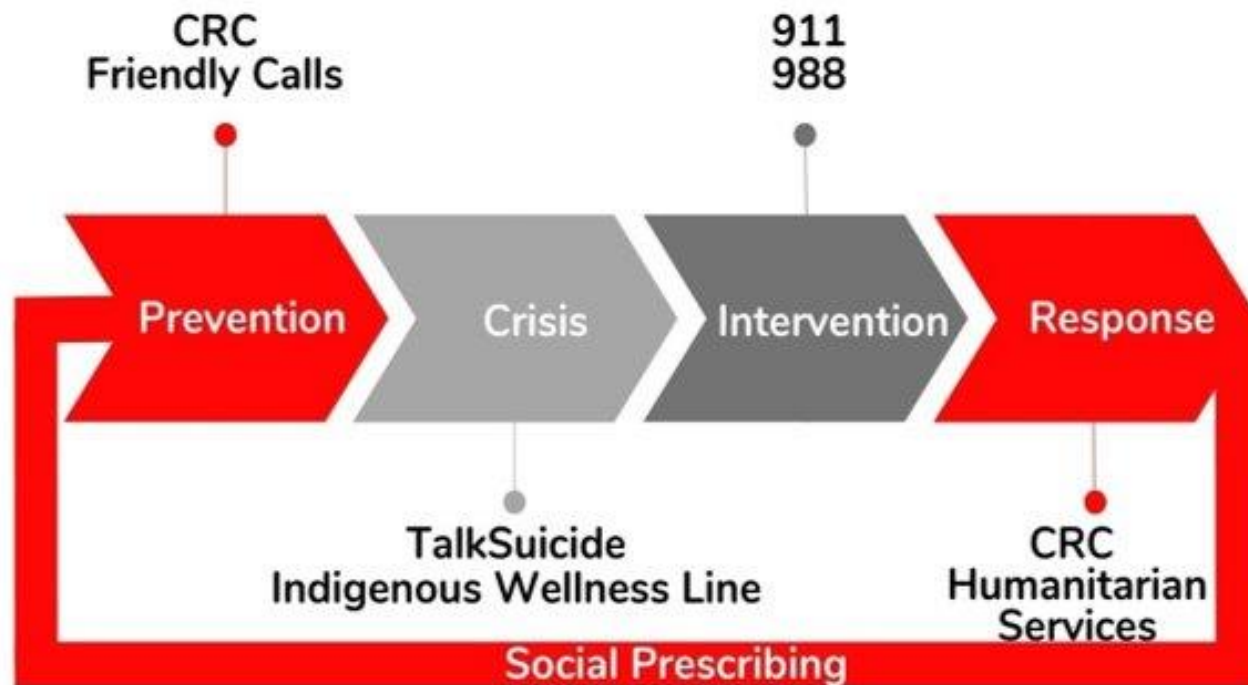 CRC
Friendly Calls
911
988
Prevention
Crisis
Intervention
Response
TalkSuicide
Indigenous Wellness Line
CRC
Humanitarian
Services
Social Prescribing